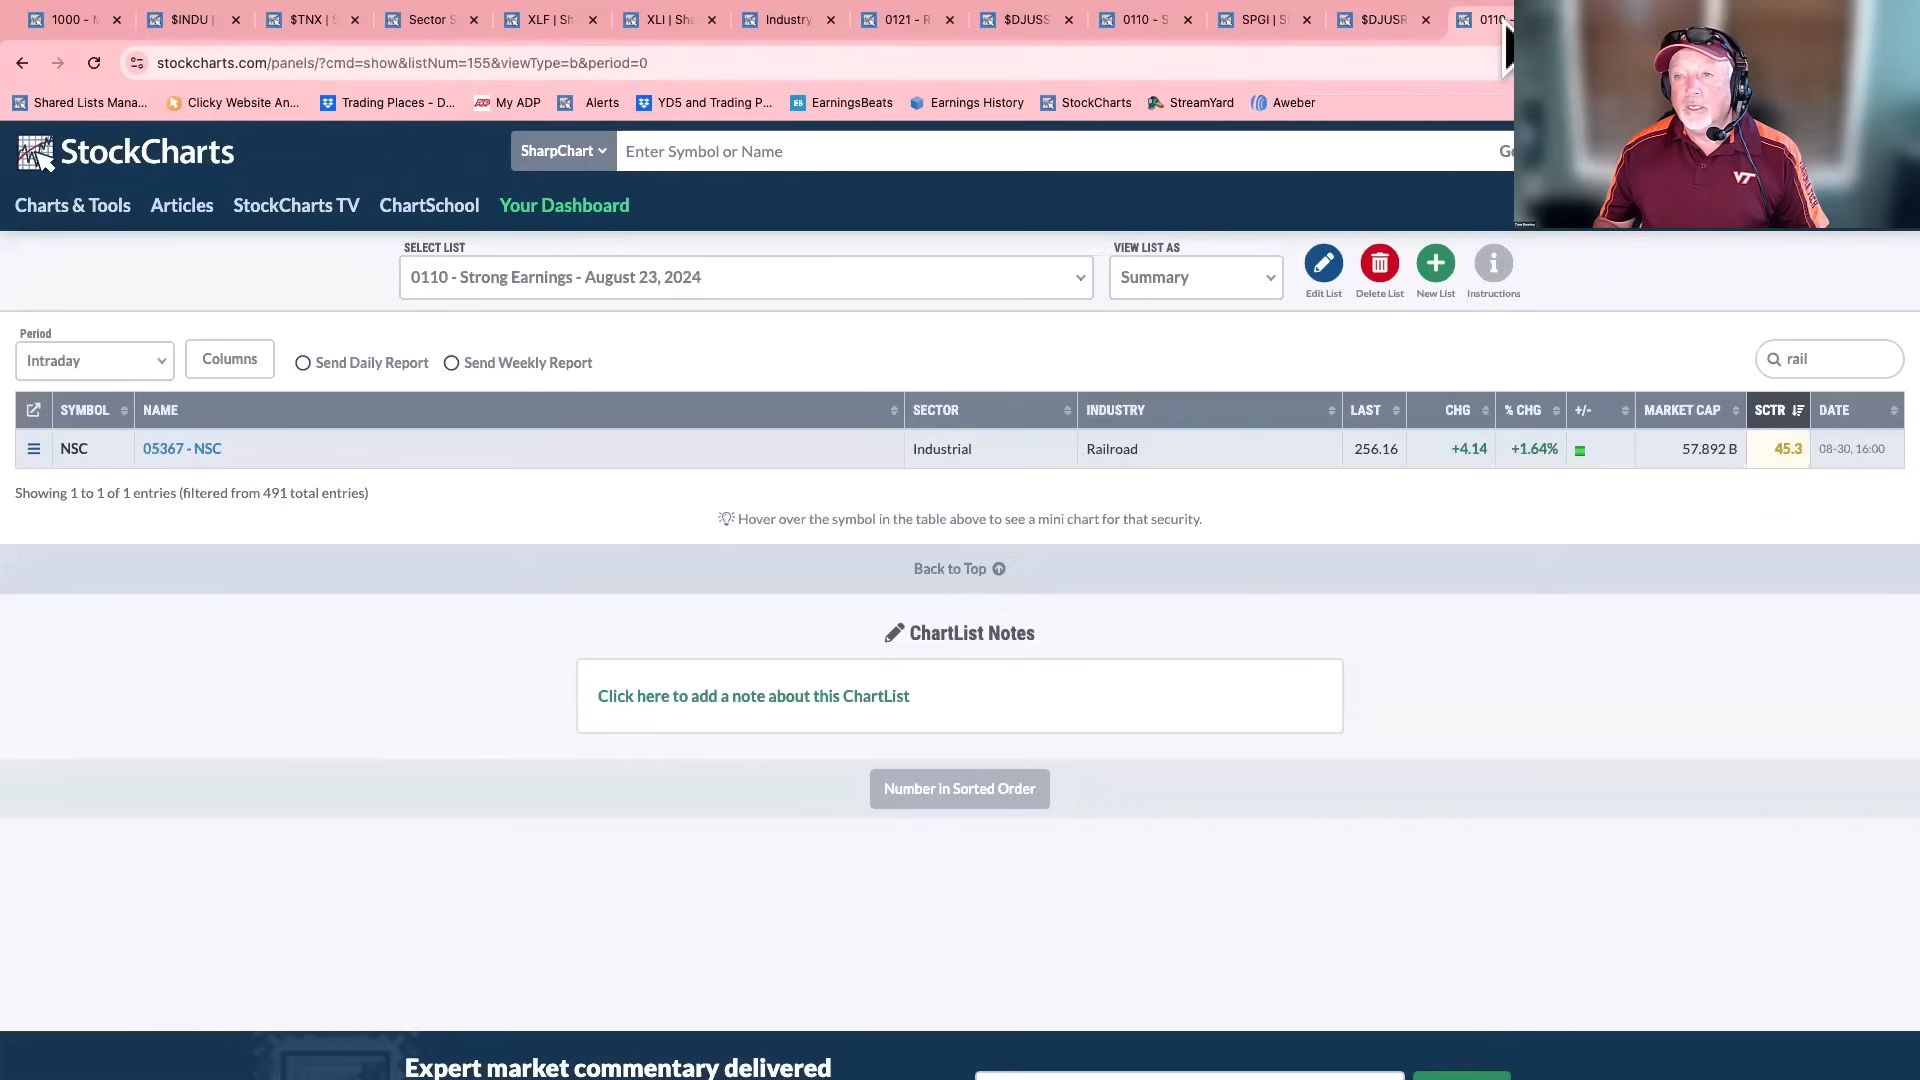 1000 -
$INDU |
$TNX |
Sector
XLF | Sh
XLI | Sh
Industry
0121 - R
$DJUSS
0110 - S
SPGI | S
$DJUSR
0110 -
stockcharts.com/panels/?cmd=show&listNum=155&viewType=b&period=0
Shared Lists Mana...
Clicky Website An...
Trading Places - D...
My ADP
Alerts
YD5 and Trading P...
EarningsBeats
Earnings History
StockCharts
StreamYard
Aweber
StockCharts
SharpChart
Enter Symbol or Name
Charts & Tools
Articles
StockCharts TV
ChartSchool
Your Dashboard
VT
SELECT LIST
0110 - Strong Earnings - August 23, 2024
VIEW LIST AS
Summary
Edit List
Delete List
New List
Instructions
Period
Intraday
Columns
Send Daily Report
Send Weekly Report
rail
SYMBOL NAME SECTOR INDUSTRY LAST CHG % CHG +/- MARKET CAP SCTR DATE
NSC 05367 - NSC Industrial Railroad 256.16 +4.14 +1.64% 57.892 B 45.3 08-30, 16:00
Showing 1 to 1 of 1 entries (filtered from 491 total entries)
Hover over the symbol in the table above to see a mini chart for that security.
Back to Top
ChartList Notes
Click here to add a note about this ChartList
Number in Sorted Order
Expert market commentary delivered